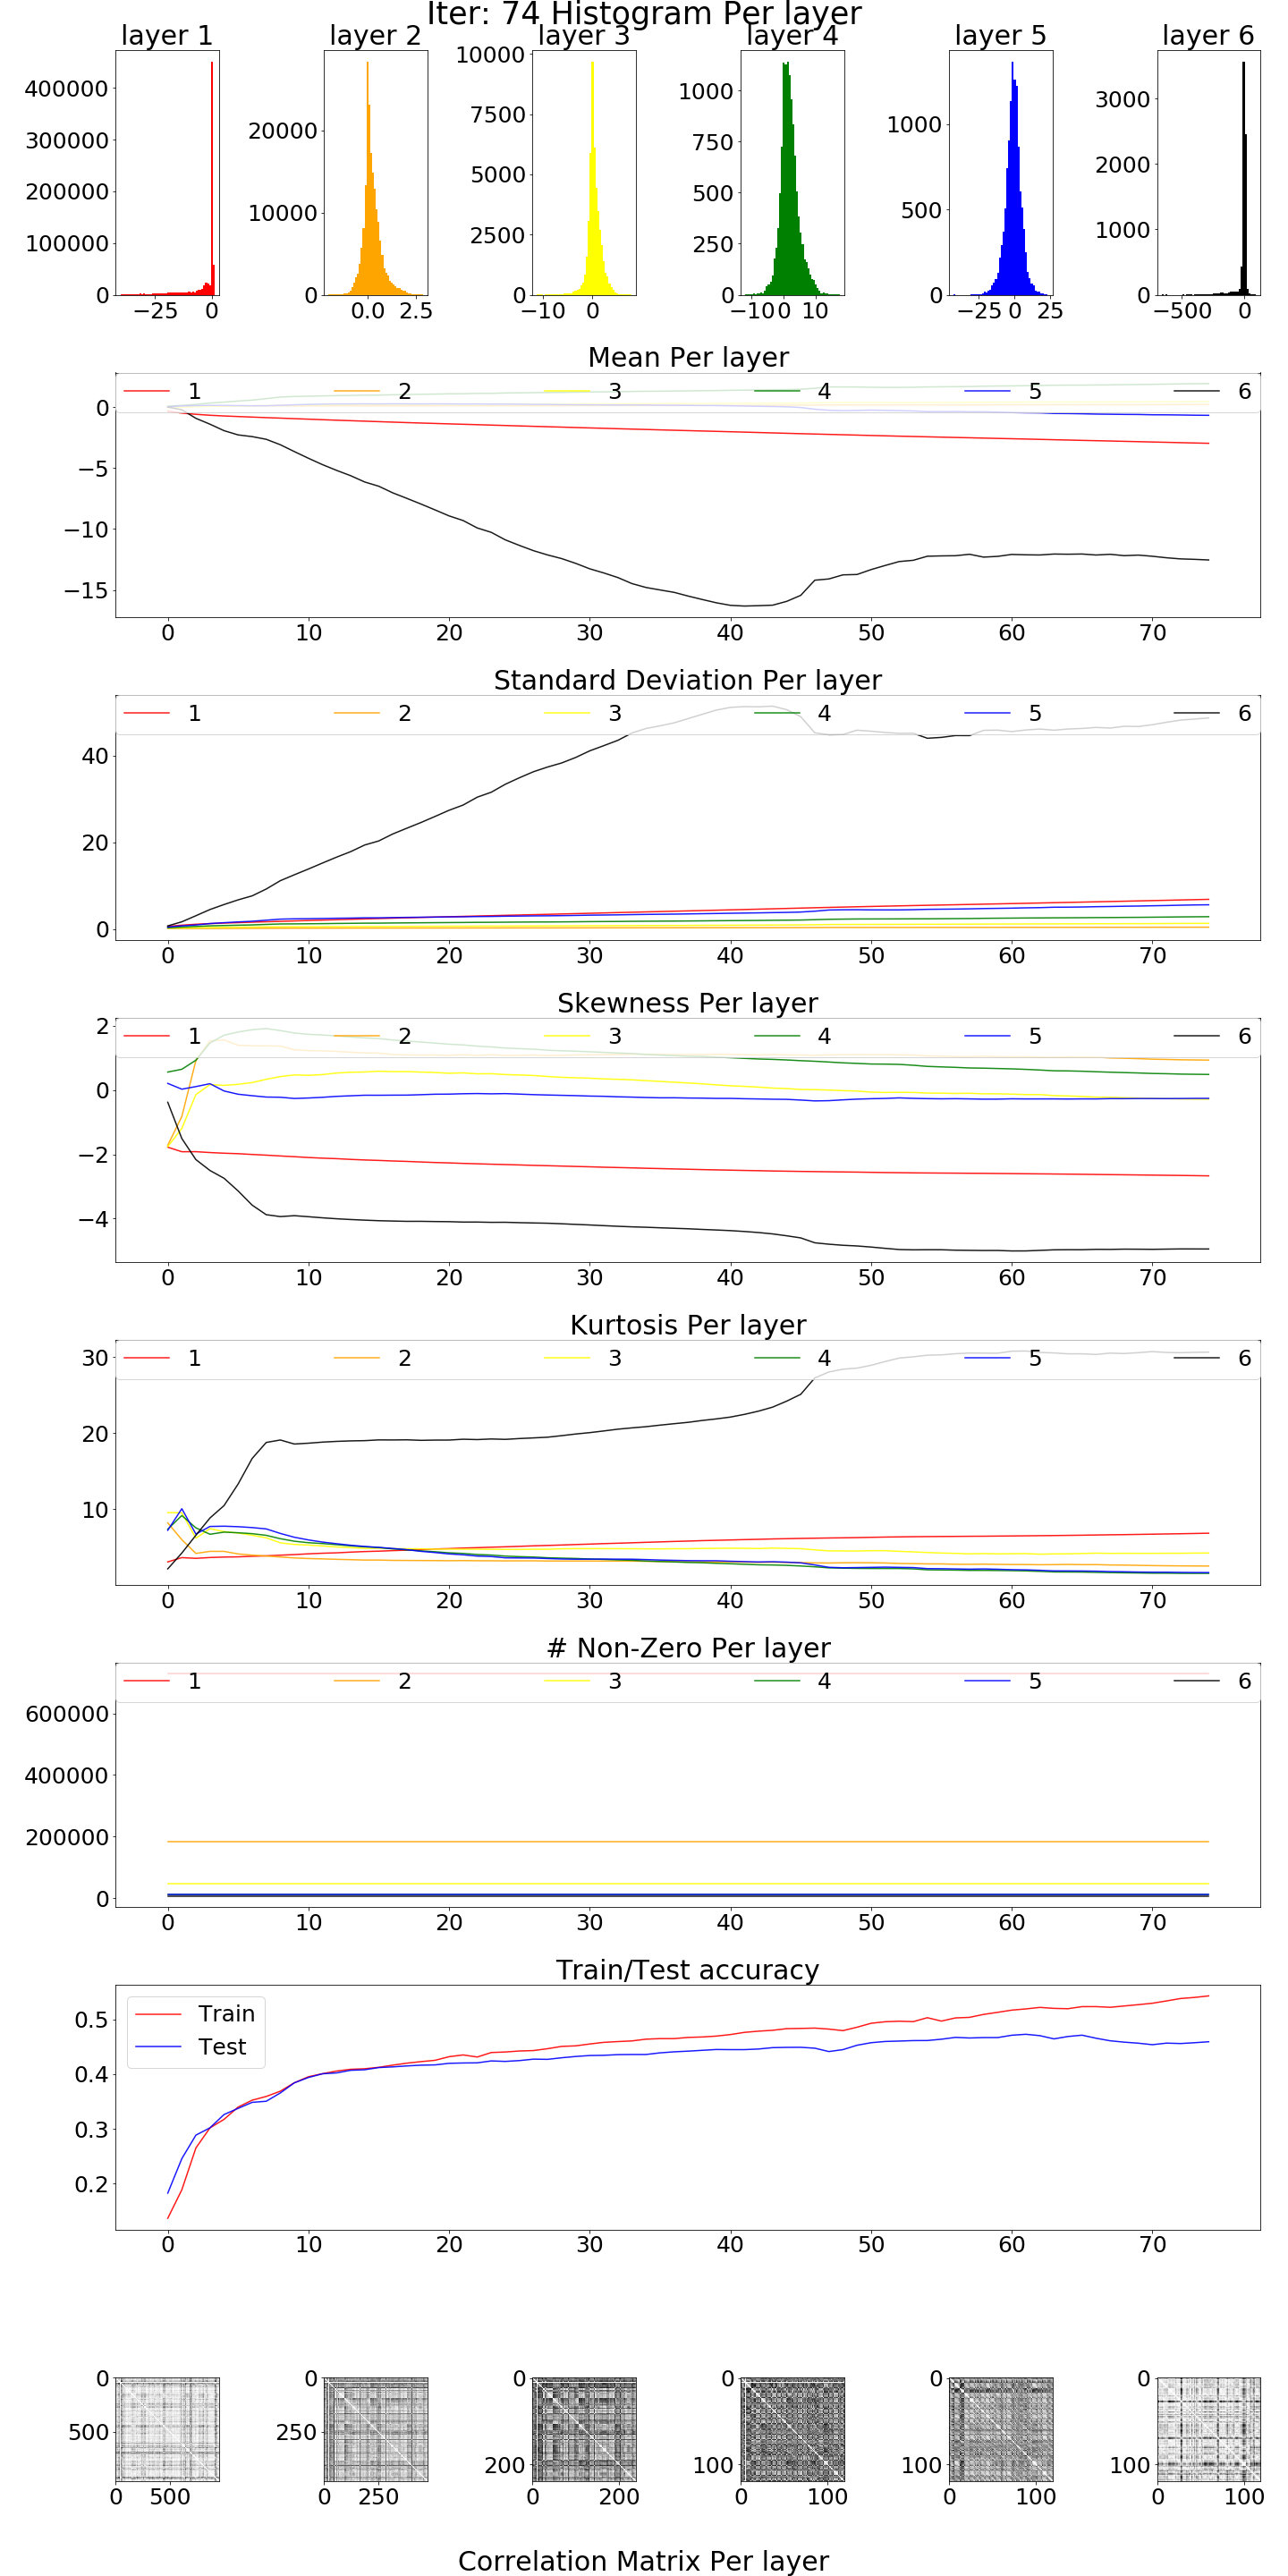 Iter: 74 Histogram Per layer
layer 1 layer 2 layer 3 layer 4 layer 5 layer 6
400000
300000
200000
100000
0
−25 0
20000
10000
0
0.0 2.5
10000
7500
5000
2500
0
−10 0
1000
750
500
250
0
−10 0 10
1000
500
0
−25 0 25
3000
2000
1000
0
−500 0
Mean Per layer
1 2 3 4 5 6
0
−5
−10
−15
0 10 20 30 40 50 60 70
Standard Deviation Per layer
1 2 3 4 5 6
40
20
0
0 10 20 30 40 50 60 70
Skewness Per layer
1 2 3 4 5 6
2
0
−2
−4
0 10 20 30 40 50 60 70
Kurtosis Per layer
1 2 3 4 5 6
30
20
10
0 10 20 30 40 50 60 70
# Non-Zero Per layer
1 2 3 4 5 6
600000
400000
200000
0
0 10 20 30 40 50 60 70
Train/Test accuracy
Train
Test
0.5
0.4
0.3
0.2
0 10 20 30 40 50 60 70
0
500
0 500
0
250
0 250
0
200
0 200
0
100
0 100
0
100
0 100
0
100
0 100
Correlation Matrix Per layer